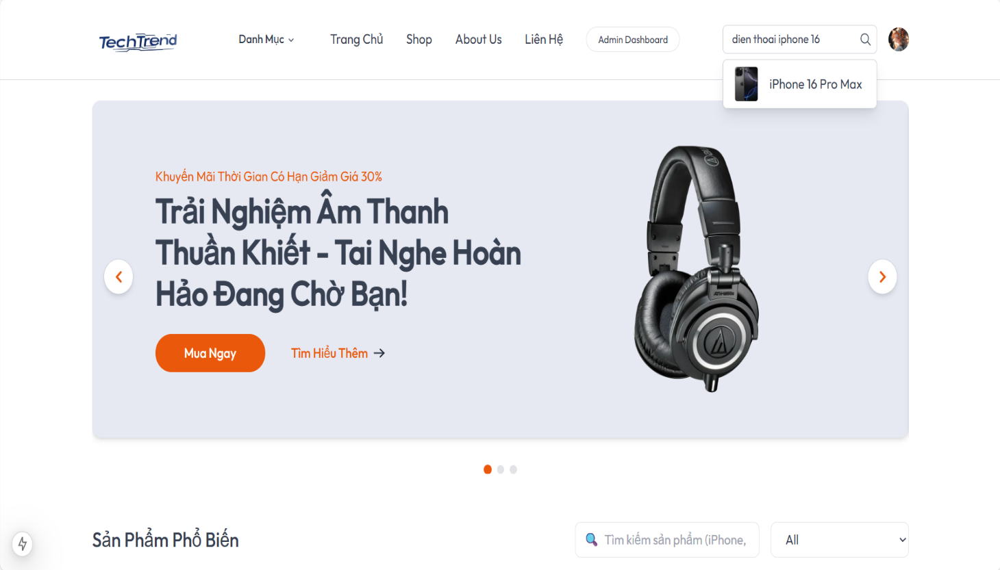 TechTrend
Danh Mục
Trang Chủ
Shop
About Us
Liên Hệ
Admin Dashboard
dien thoai iphone 16
iPhone 16 Pro Max
Khuyến Mãi Thời Gian Có Hạn Giảm Giá 30%
Trải Nghiệm Âm Thanh
Thuần Khiết - Tai Nghe Hoàn
Hảo Đang Chờ Bạn!
Mua Ngay
Tìm Hiểu Thêm
Sản Phẩm Phổ Biến
Tìm kiếm sản phẩm (iPhone,
All